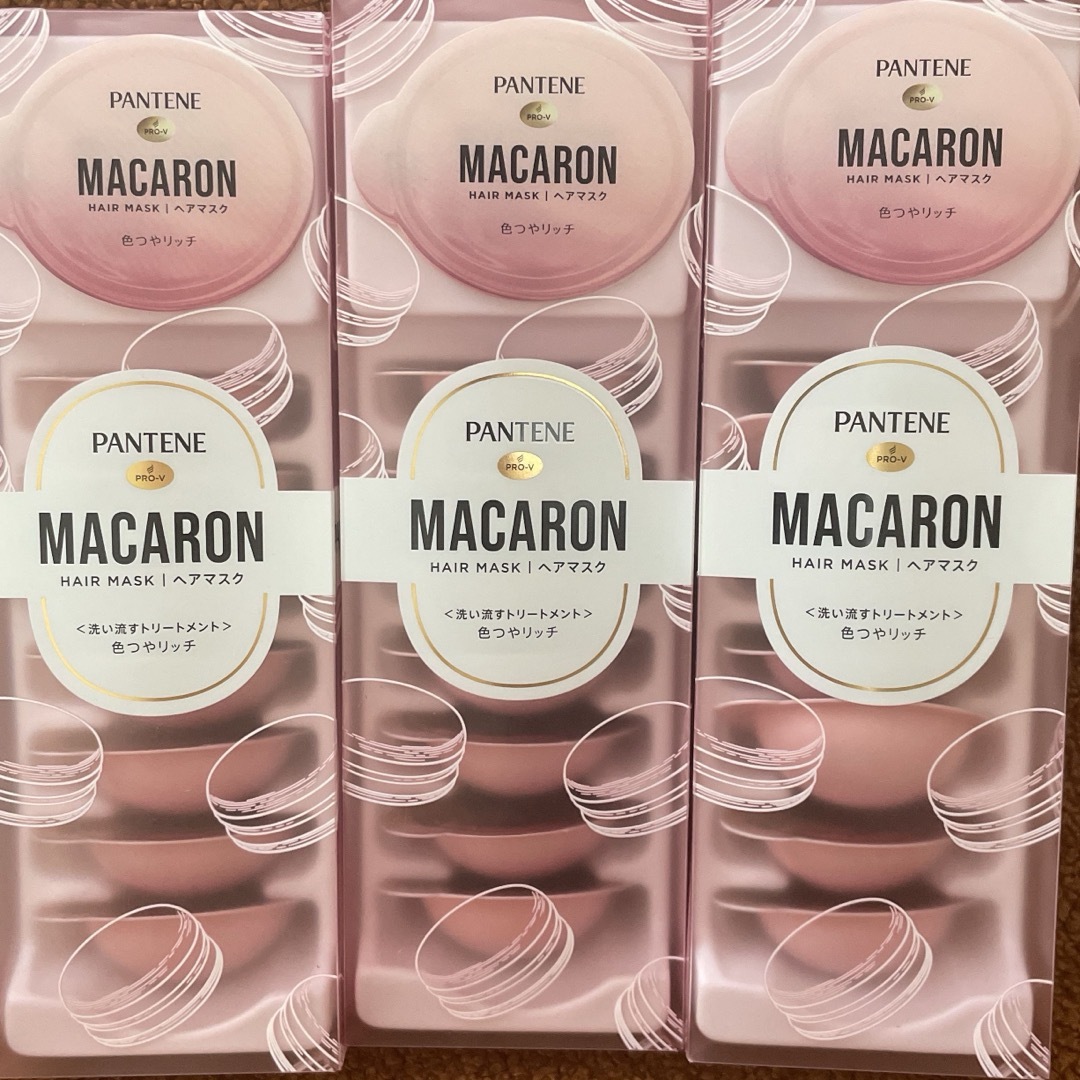 PANTENE
PRO-V
MACARON
HAIR MASK | ヘアマスク
色つやリッチ
PANTENE
PRO-V
MACARON
HAIR MASK | ヘアマスク
<洗い流すトリートメント>
色つやリッチ
PANTENE
PRO-V
MACARON
HAIR MASK | ヘアマスク
色つやリッチ
PANTENE
PRO-V
MACARON
HAIR MASK | ヘアマスク
<洗い流すトリートメント>
色つやリッチ
PANTENE
PRO-V
MACARON
HAIR MASK | ヘアマスク
色つやリッチ
PANTENE
PRO-V
MACARON
HAIR MASK | ヘアマスク
<洗い流すトリートメント>
色つやリッチ